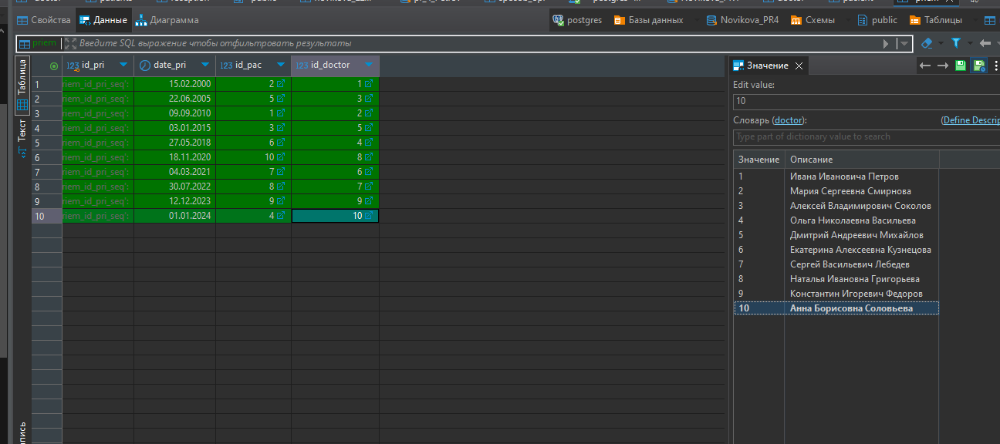 Свойства Данные Диаграмма postgres Базы данных Novikova_PR4 Схемы public Таблицы
priem Введите SQL выражение чтобы отфильтровать результаты
Таблица
Текст
id_pri date_pri id_pac id_doctor
1 riem_id_pri_seq': 15.02.2000 2 1
2 riem_id_pri_seq': 22.06.2005 5 3
3 riem_id_pri_seq': 09.09.2010 1 2
4 riem_id_pri_seq': 03.01.2015 3 5
5 riem_id_pri_seq': 27.05.2018 6 4
6 riem_id_pri_seq': 18.11.2020 10 8
7 riem_id_pri_seq': 04.03.2021 7 6
8 riem_id_pri_seq': 30.07.2022 8 7
9 riem_id_pri_seq': 12.12.2023 9 9
10 riem_id_pri_seq': 01.01.2024 4 10
Значение
Edit value:
10
Словарь (doctor): (Define Descrip
Type part of dictionary value to search
Значение Описание
1 Ивана Ивановича Петров
2 Мария Сергеевна Смирнова
3 Алексей Владимирович Соколов
4 Ольга Николаевна Васильева
5 Дмитрий Андреевич Михайлов
6 Екатерина Алексеевна Кузнецова
7 Сергей Васильевич Лебедев
8 Наталья Ивановна Григорьева
9 Константин Игоревич Федоров
10 Анна Борисовна Соловьева